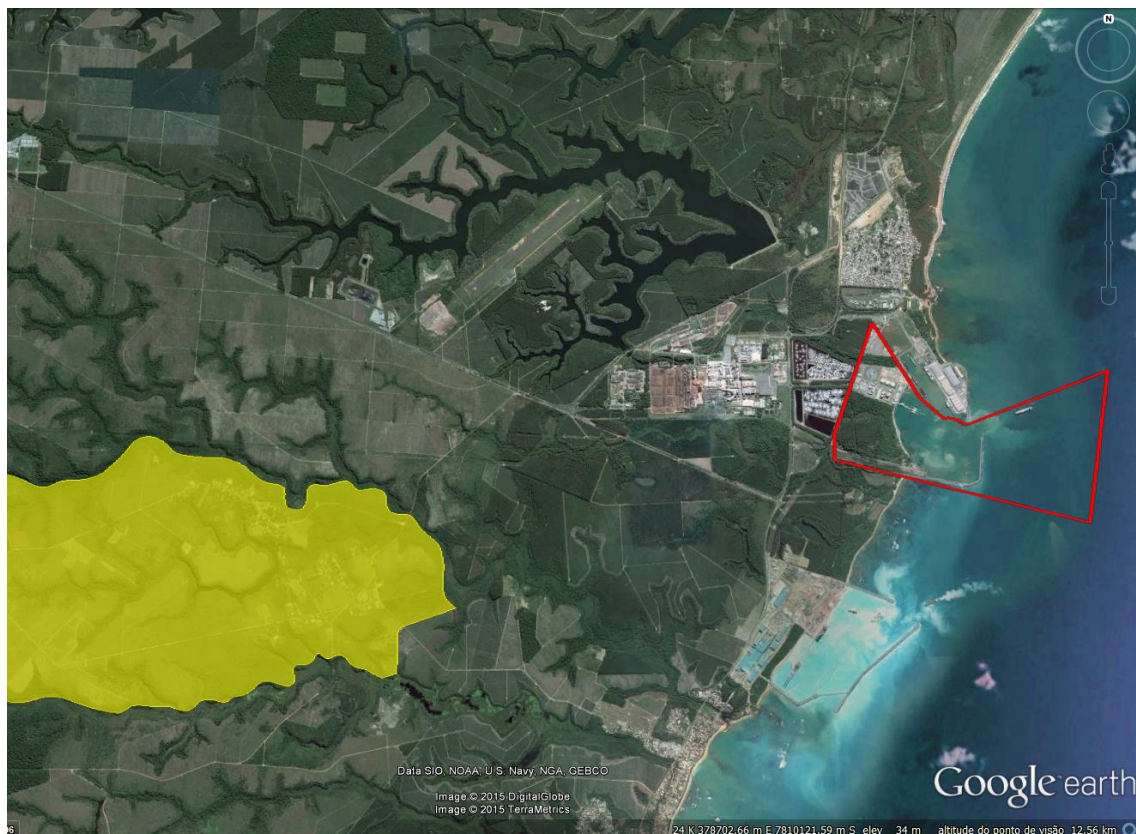 N
Data SIO, NOAA, U.S. Navy, NGA, GEBCO
Image © 2015 DigitalGlobe
Image © 2015 TerraMetrics
Google earth
24 K 378702.66 m E 7810121.59 m S elev 34 m altitude do ponto de visão 12.56 km